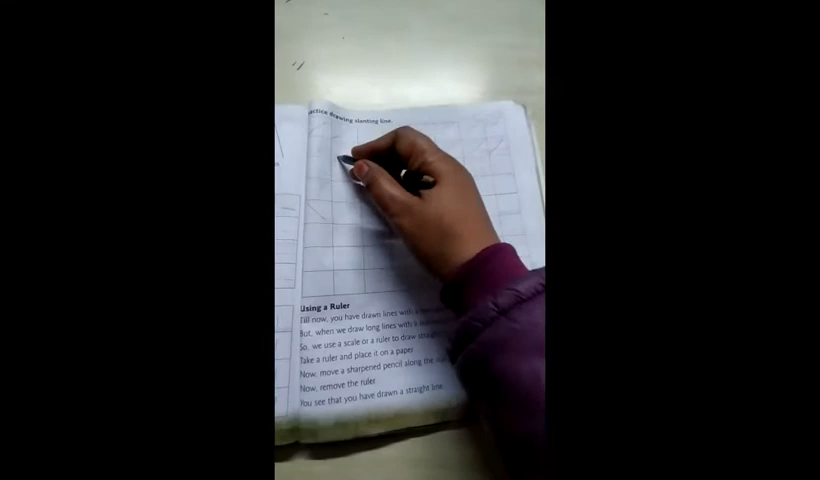 actice drawing slanting line.
Using a Ruler
Till now, you have drawn lines with
But, when we draw long lines with
So, we use a scale or a ruler to draw
Take a ruler and place it on a paper
Now, move a sharpened pencil along the
Now, remove the ruler
You see that you have drawn a straight line.